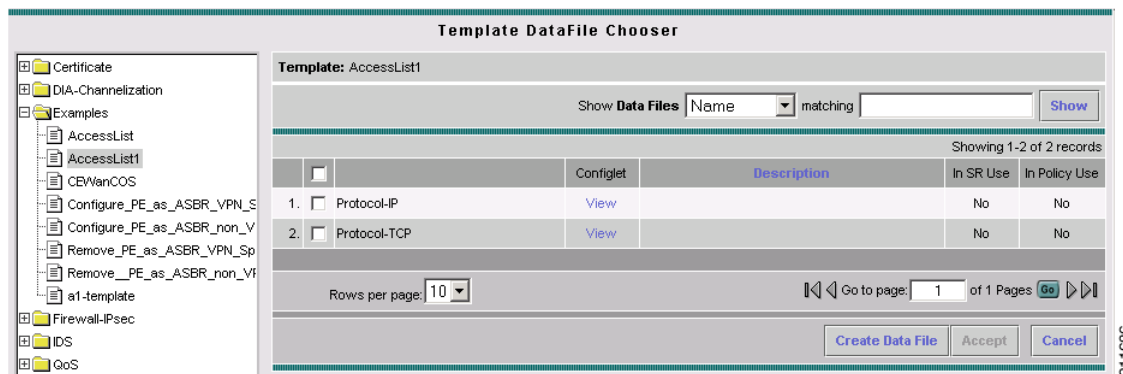 Template DataFile Chooser
Certificate
DIA-Channelization
Examples
AccessList
AccessList1
CEWanCOS
Configure_PE_as_ASBR_VPN_S
Configure_PE_as_ASBR_non_V
Remove_PE_as_ASBR_VPN_Sp
Remove__PE_as_ASBR_non_VF
a1-template
Firewall-IPsec
IDS
QoS
Template: AccessList1
Show Data Files Name matching Show
Showing 1-2 of 2 records
Configlet Description In SR Use In Policy Use
1. Protocol-IP View No No
2. Protocol-TCP View No No
Rows per page: 10 Go to page: 1 of 1 Pages Go
Create Data File Accept Cancel